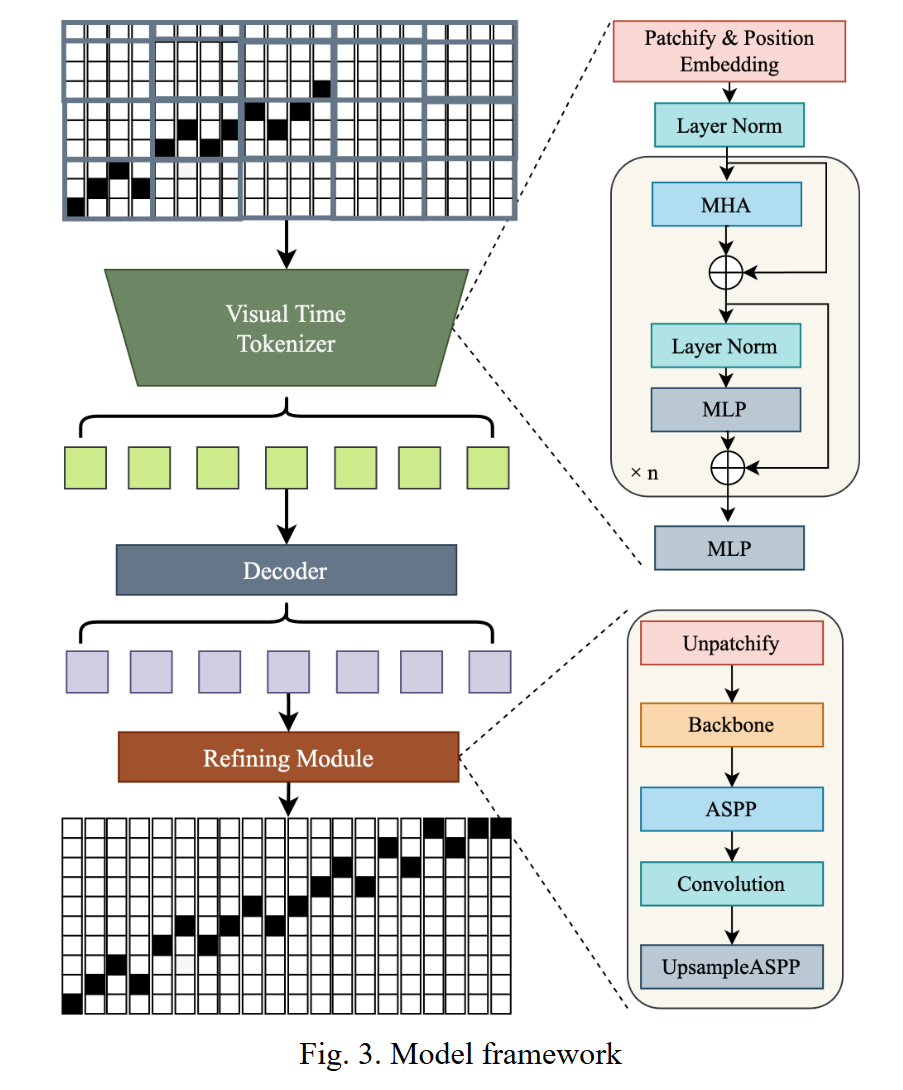 Patchify & Position
Embedding
Layer Norm
MHA
Layer Norm
MLP
× n
MLP
Visual Time
Tokenizer
Decoder
Refining Module
Unpatchify
Backbone
ASPP
Convolution
UpsampleASPP
Fig. 3. Model framework